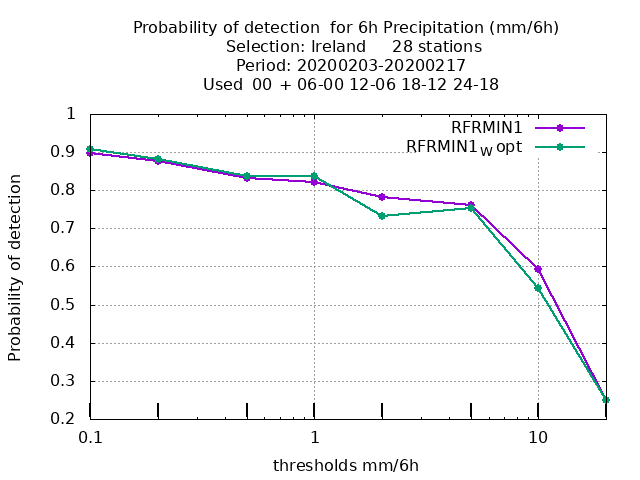 Probability of detection  for 6h Precipitation (mm/6h)
Selection: Ireland     28 stations
Period: 20200203-20200217
Used  00  + 06-00 12-06 18-12 24-18
RFRMIN1
RFRMIN1W opt
Probability of detection
1
0.9
0.8
0.7
0.6
0.5
0.4
0.3
0.2
0.1 1 10
thresholds mm/6h